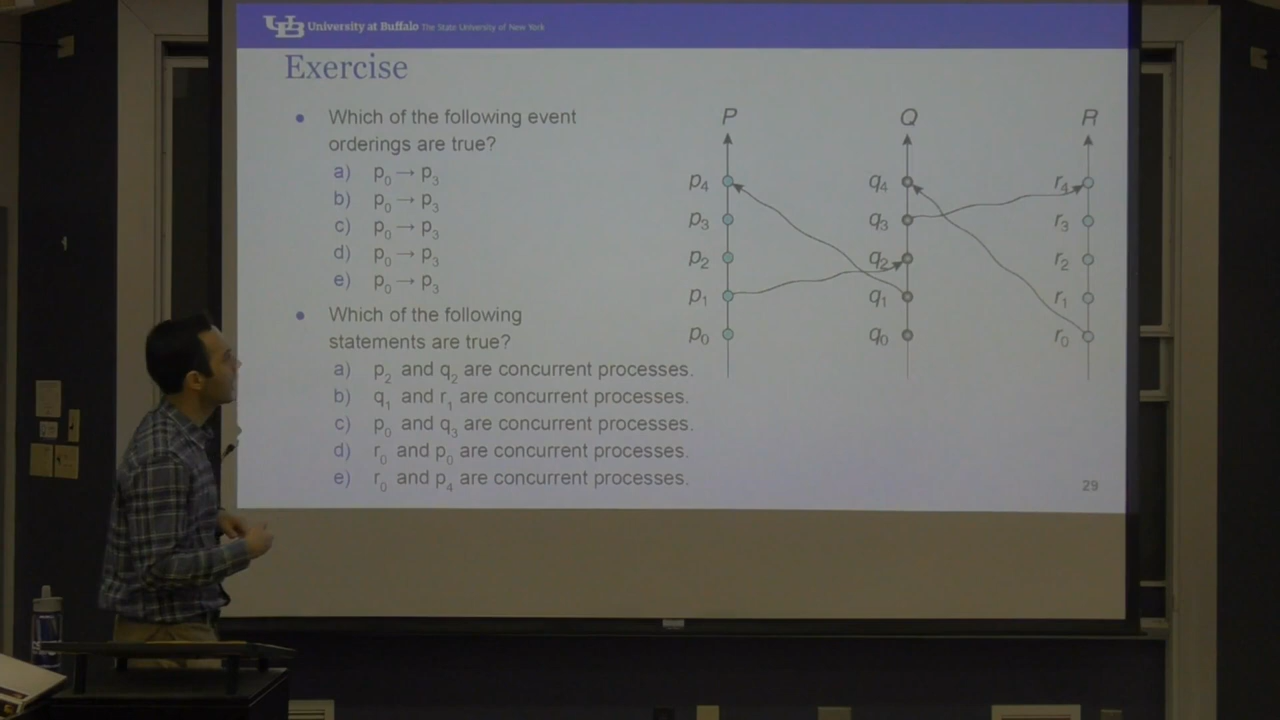 UB University at Buffalo The State University of New York
Exercise
• Which of the following event
orderings are true?
a) p₀ → p₃
b) p₀ → p₃
c) p₀ → p₃
d) p₀ → p₃
e) p₀ → p₃
• Which of the following
statements are true?
a) p₂ and q₂ are concurrent processes.
b) q₁ and r₁ are concurrent processes.
c) p₀ and q₃ are concurrent processes.
d) r₀ and p₀ are concurrent processes.
e) r₀ and p₄ are concurrent processes.
P Q R
p₄ q₄ r₄
p₃ q₃ r₃
p₂ q₂ r₂
p₁ q₁ r₁
p₀ q₀ r₀
29